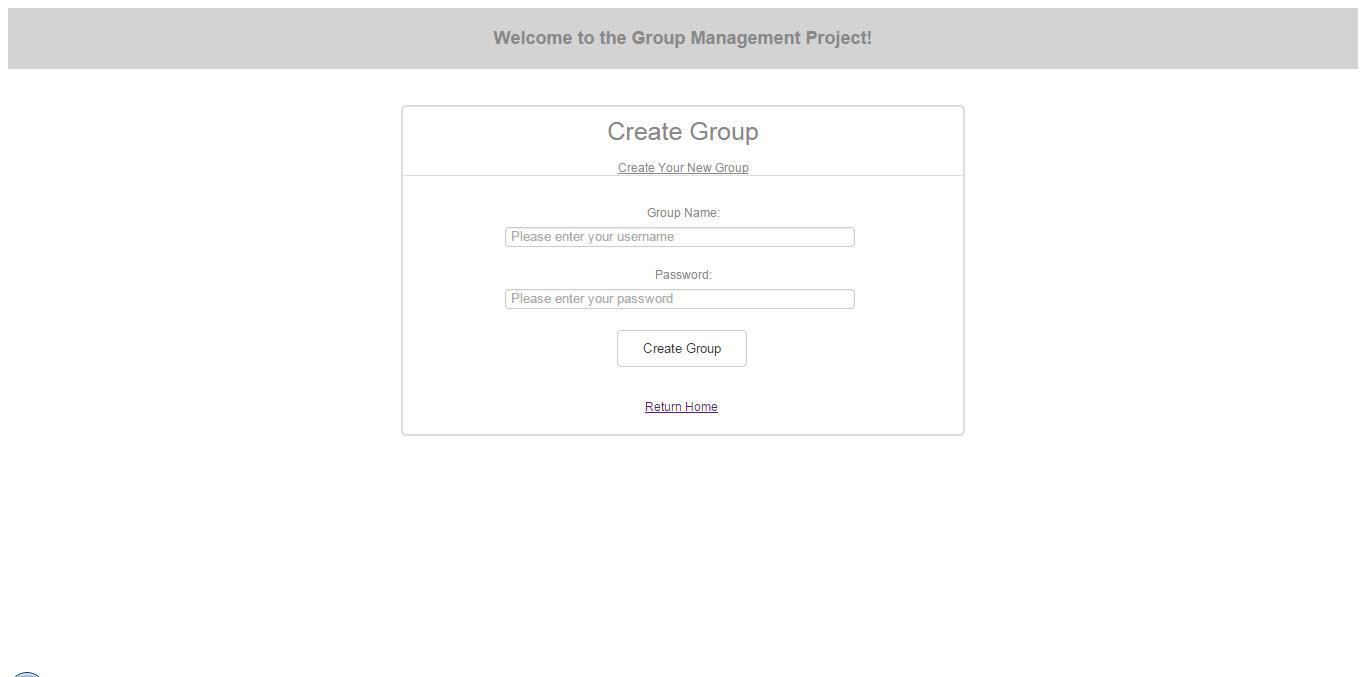 Welcome to the Group Management Project!
Create Group
Create Your New Group
Group Name:
Please enter your username
Password:
Please enter your password
Create Group
Return Home